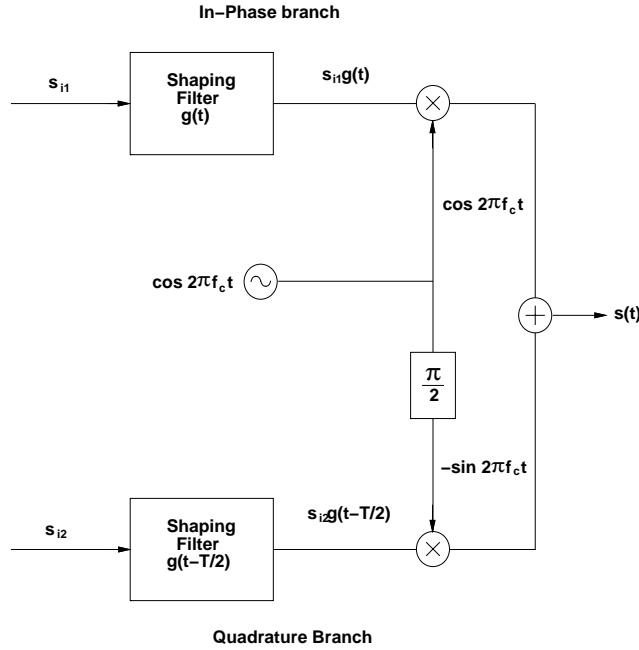 In-Phase branch
s_i1
Shaping
Filter
g(t)
s_i1g(t)
cos 2πf_ct
cos 2πf_ct
s(t)
π
2
-sin 2πf_ct
s_i2
Shaping
Filter
g(t-T/2)
s_i2g(t-T/2)
Quadrature Branch